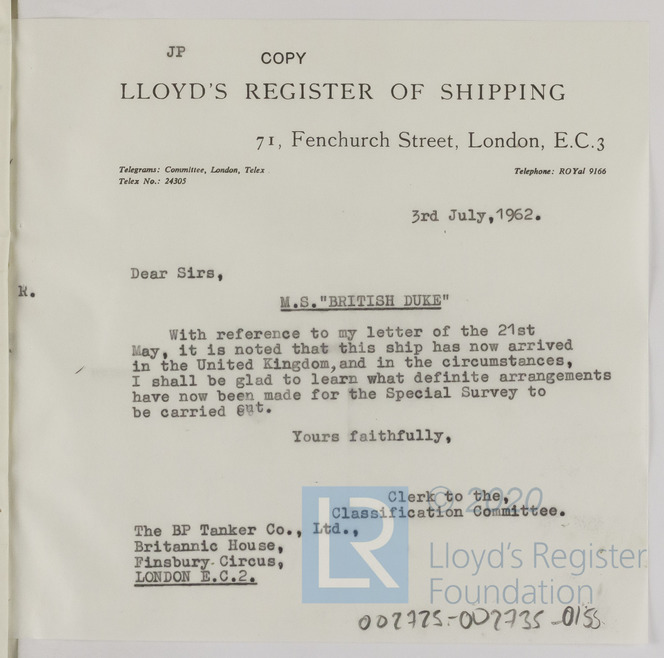 JP
COPY
LLOYD'S REGISTER OF SHIPPING
71, Fenchurch Street, London, E.C.3
Telegrams: Committee, London, Telex
Telex No.: 24305
Telephone: ROYal 9166
3rd July,1962.
Dear Sirs,
R.
M.S."BRITISH DUKE"
With reference to my letter of the 21st
May, it is noted that this ship has now arrived
in the United Kingdom,and in the circumstances,
I shall be glad to learn what definite arrangements
have now been made for the Special Survey to
be carried out.
Yours faithfully,
Clerk to the,
Classification Committee.
© 2020
The BP Tanker Co., Ltd.,
Britannic House,
Finsbury Circus,
LONDON E.C.2.
LR
Lloyd's Register
Foundation
002725-002735-0155